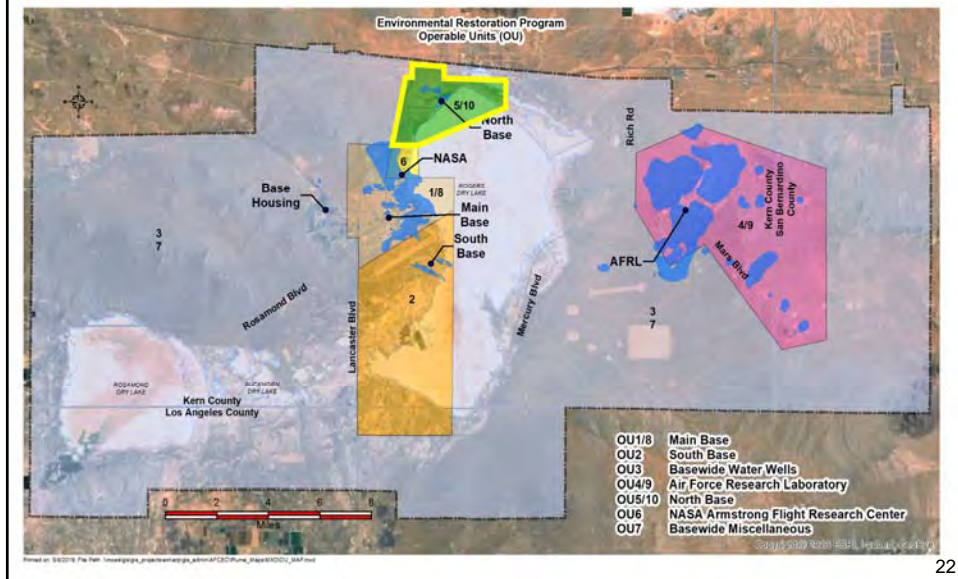 Environmental Restoration Program
Operable Units (OU)
5/10
North
Base
Rich Rd
6
NASA
Base
Housing
1/8
ROGERS
DRY LAKE
Main
Base
South
Base
4/9
Kern County
San Bernardino
County
AFRL
Mars Blvd
3
7
2
3
7
Rosamond Blvd
Lancaster Blvd
Mercury Blvd
ROSAMOND
DRY LAKE
BUCKHORN
DRY LAKE
Kern County
Los Angeles County
OU1/8 Main Base
OU2 South Base
OU3 Basewide Water Wells
OU4/9 Air Force Research Laboratory
OU5/10 North Base
OU6 NASA Armstrong Flight Research Center
OU7 Basewide Miscellaneous
0 2 4 6 8
Miles
22